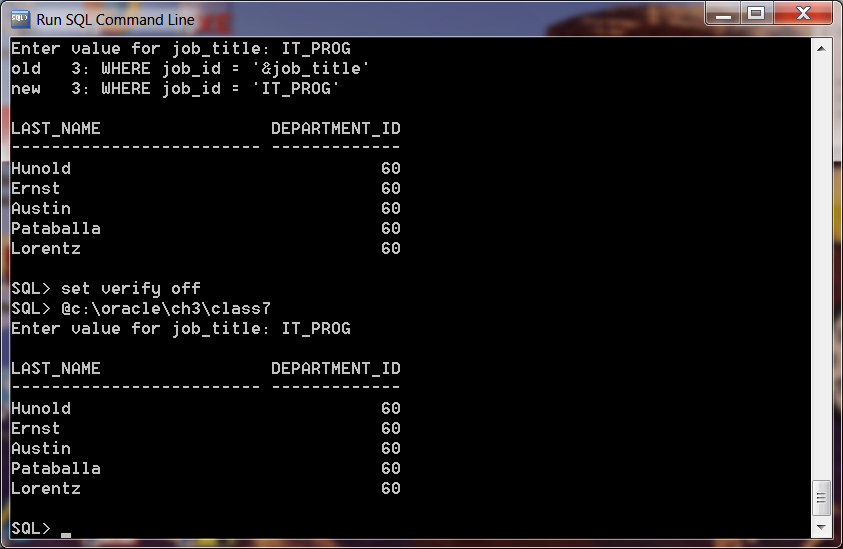 Run SQL Command Line
Enter value for job_title: IT_PROG
old   3: WHERE job_id = '&job_title'
new   3: WHERE job_id = 'IT_PROG'
LAST_NAME                 DEPARTMENT_ID
------------------------- -------------
Hunold                               60
Ernst                                60
Austin                               60
Pataballa                            60
Lorentz                              60
SQL> set verify off
SQL> @c:\oracle\ch3\class7
Enter value for job_title: IT_PROG
LAST_NAME                 DEPARTMENT_ID
------------------------- -------------
Hunold                               60
Ernst                                60
Austin                               60
Pataballa                            60
Lorentz                              60
SQL> _